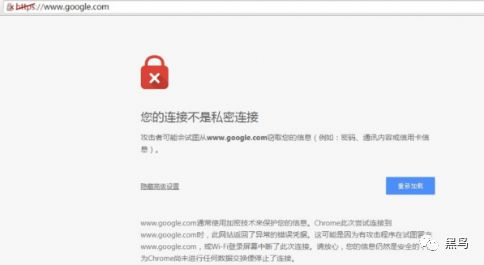 https://www.google.com
您的连接不是私密连接
攻击者可能会试图从www.google.com窃取您的信息(例如:密码、通讯内容或信用卡信
息)。
隐藏高级设置
重新加载
www.google.com通常使用加密技术来保护您的信息。Chrome此次尝试连接到
www.google.com时,此网站返回了异常的错误凭据。这可能是因为有攻击程序在试图冒充
www.google.com,或Wi-Fi登录屏幕中断了此次连接。请放心,您的信息仍然是安全的,
为Chrome尚未进行任何数据交换便停止了连接。
黑鸟